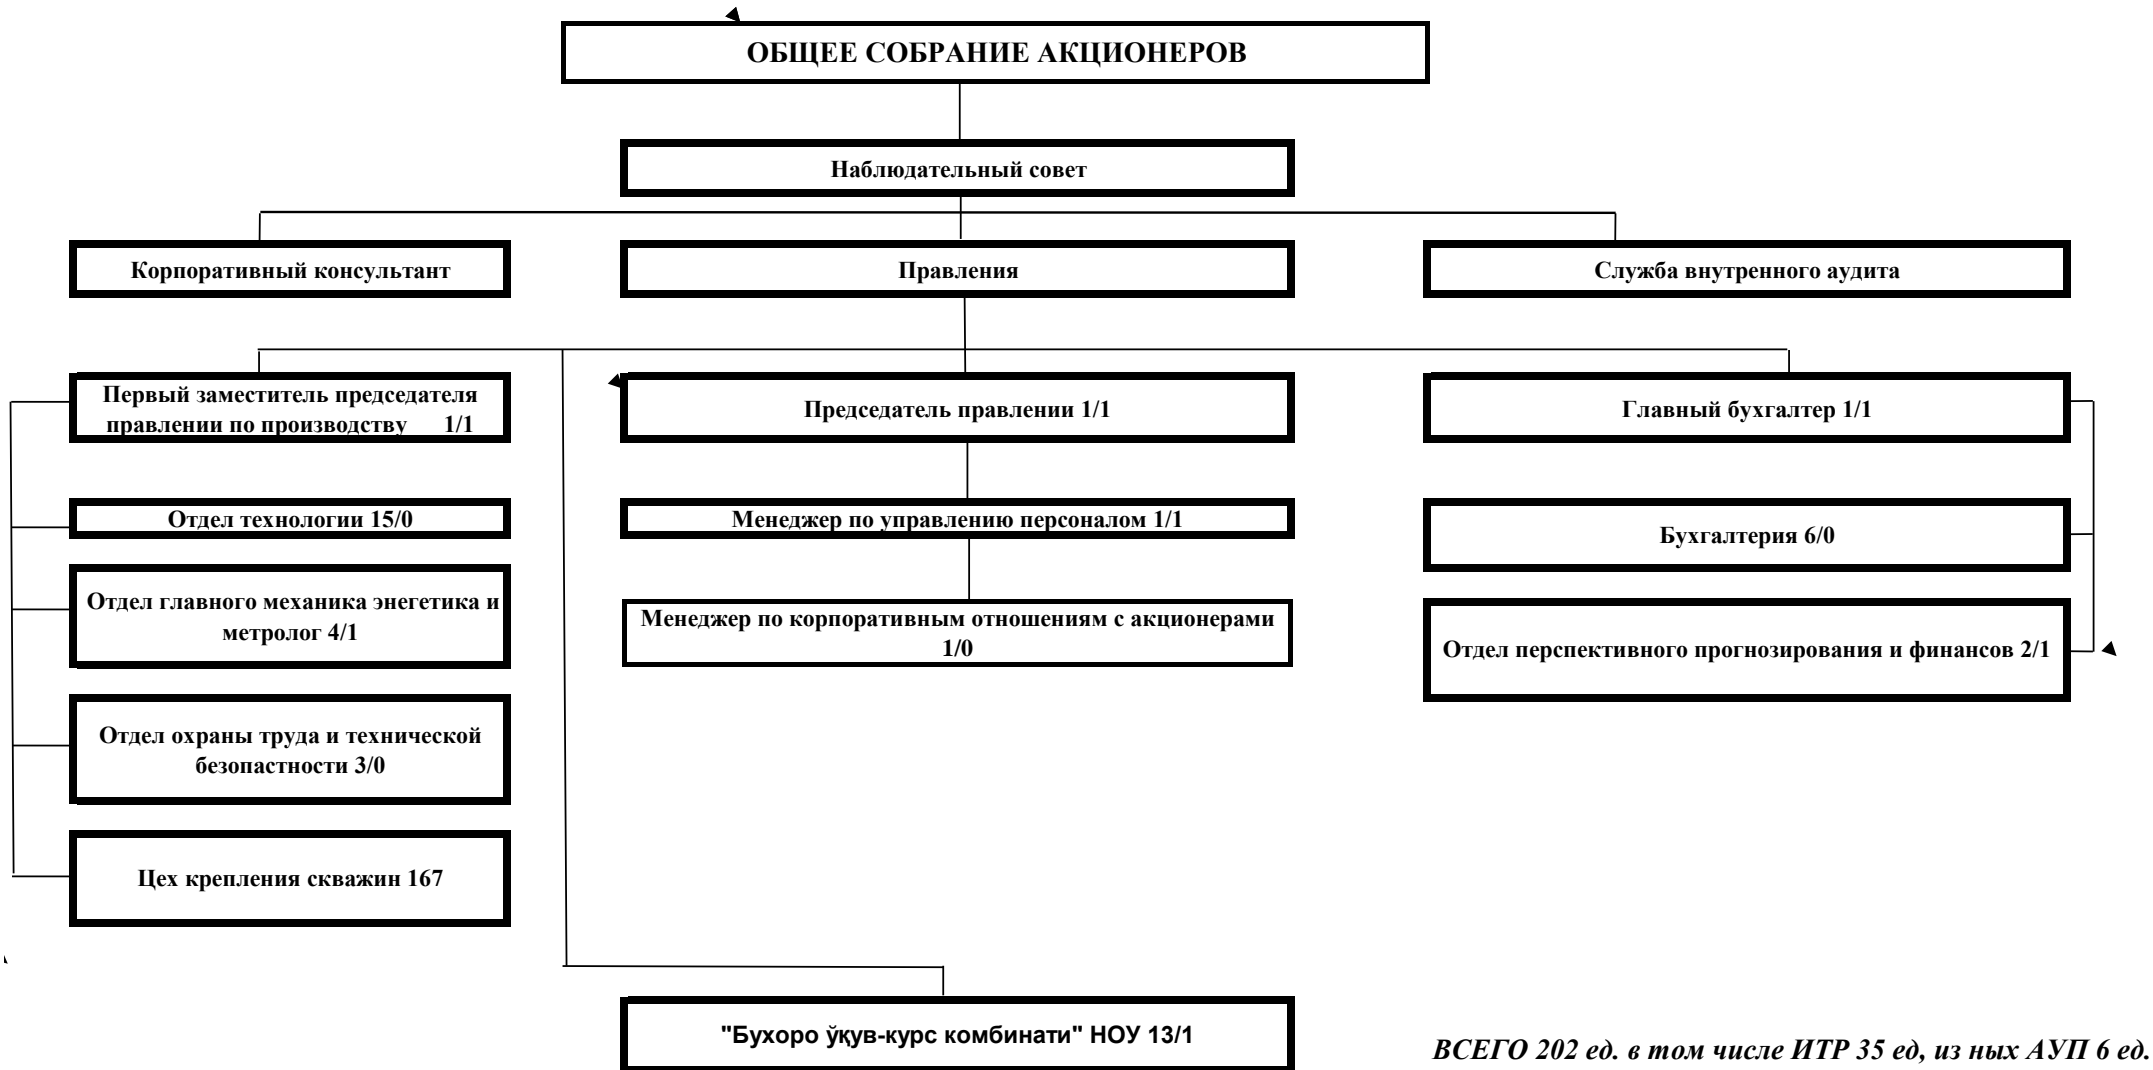 ОБЩЕЕ СОБРАНИЕ АКЦИОНЕРОВ
Наблюдательный совет
Корпоративный консультант
Правления
Служба внутренного аудита
Первый заместитель председателя
правлении по производству 1/1
Председатель правлении 1/1
Главный бухгалтер 1/1
Отдел технологии 15/0
Менеджер по управлению персоналом 1/1
Бухгалтерия 6/0
Отдел главного механика энегетика и
метролог 4/1
Менеджер по корпоративным отношениям с акционерами
1/0
Отдел перспективного прогнозирования и финансов 2/1
Отдел охраны труда и технической
безопастности 3/0
Цех крепления скважин 167
"Бухоро ўқув-курс комбинати" НОУ 13/1
ВСЕГО 202 ед. в том числе ИТР 35 ед, из ных АУП 6 ед.